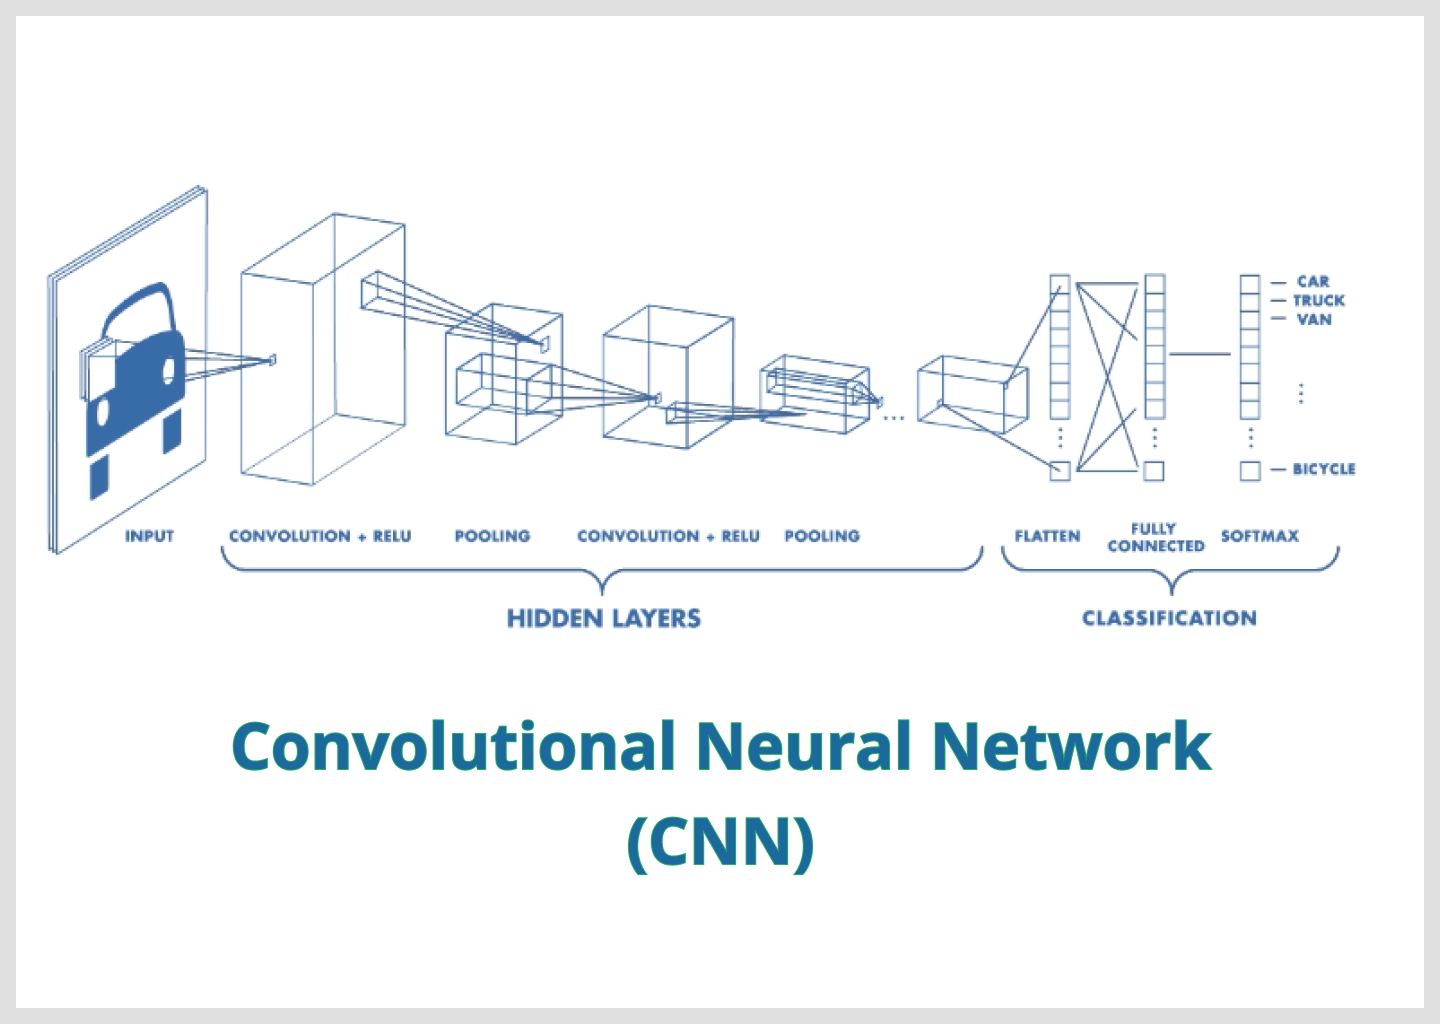 CAR
TRUCK
VAN
BICYCLE
INPUT
CONVOLUTION + RELU
POOLING
CONVOLUTION + RELU
POOLING
FLATTEN
FULLY
CONNECTED
SOFTMAX
HIDDEN LAYERS
CLASSIFICATION
Convolutional Neural Network
(CNN)